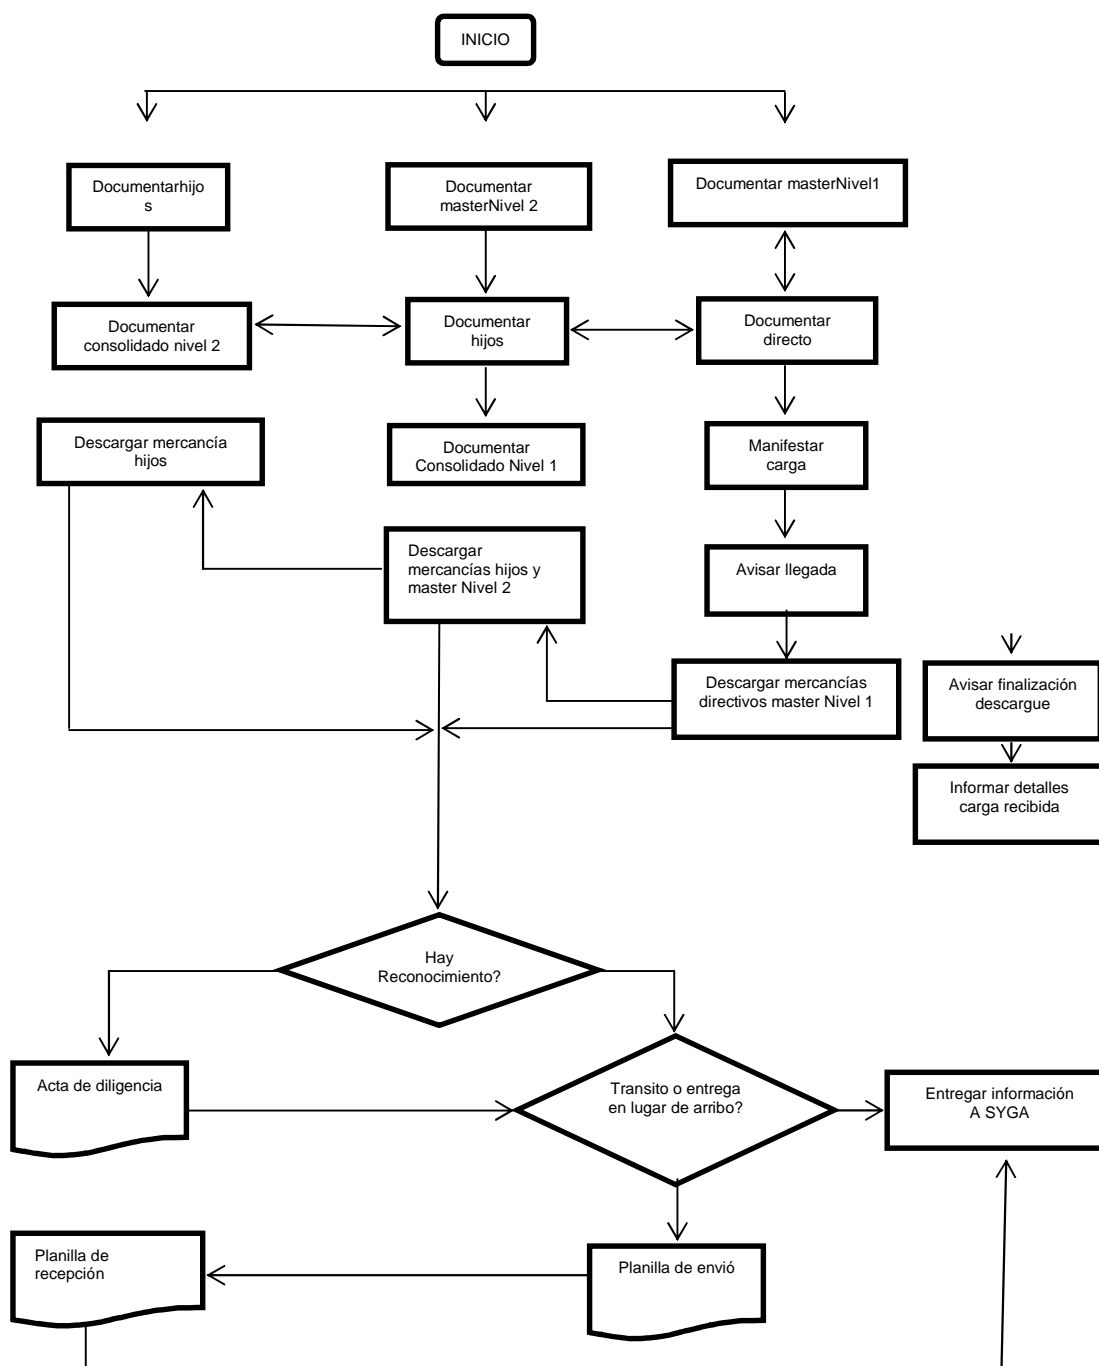 INICIO
Documentarhijo
s
Documentar
masterNivel 2
Documentar masterNivel1
Documentar
consolidado nivel 2
Documentar
hijos
Documentar
directo
Descargar mercancía
hijos
Documentar
Consolidado Nivel 1
Manifestar
carga
Descargar
mercancías hijos y
master Nivel 2
Avisar llegada
Descargar mercancías
directivos master Nivel 1
Avisar finalización
descargue
Informar detalles
carga recibida
Hay
Reconocimiento?
Acta de diligencia
Transito o entrega
en lugar de arribo?
Entregar información
A SYGA
Planilla de
recepción
Planilla de envió